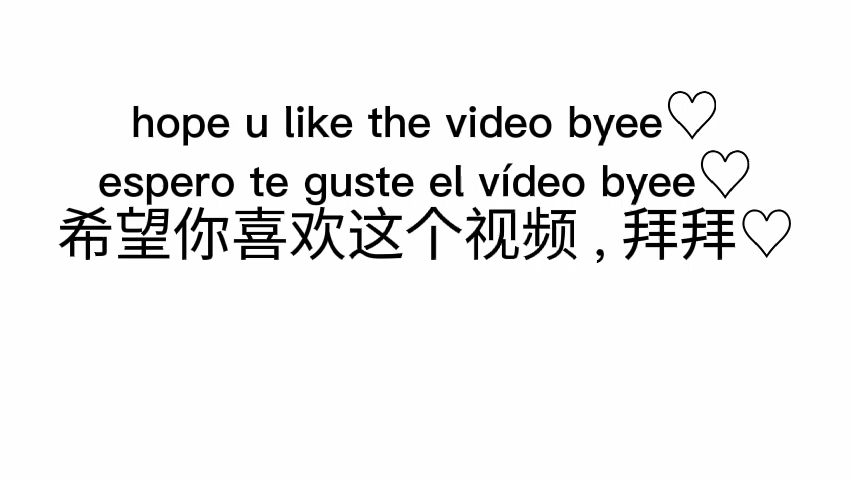 hope u like the video byee♡
espero te guste el vídeo byee♡
希望你喜欢这个视频 , 拜拜♡